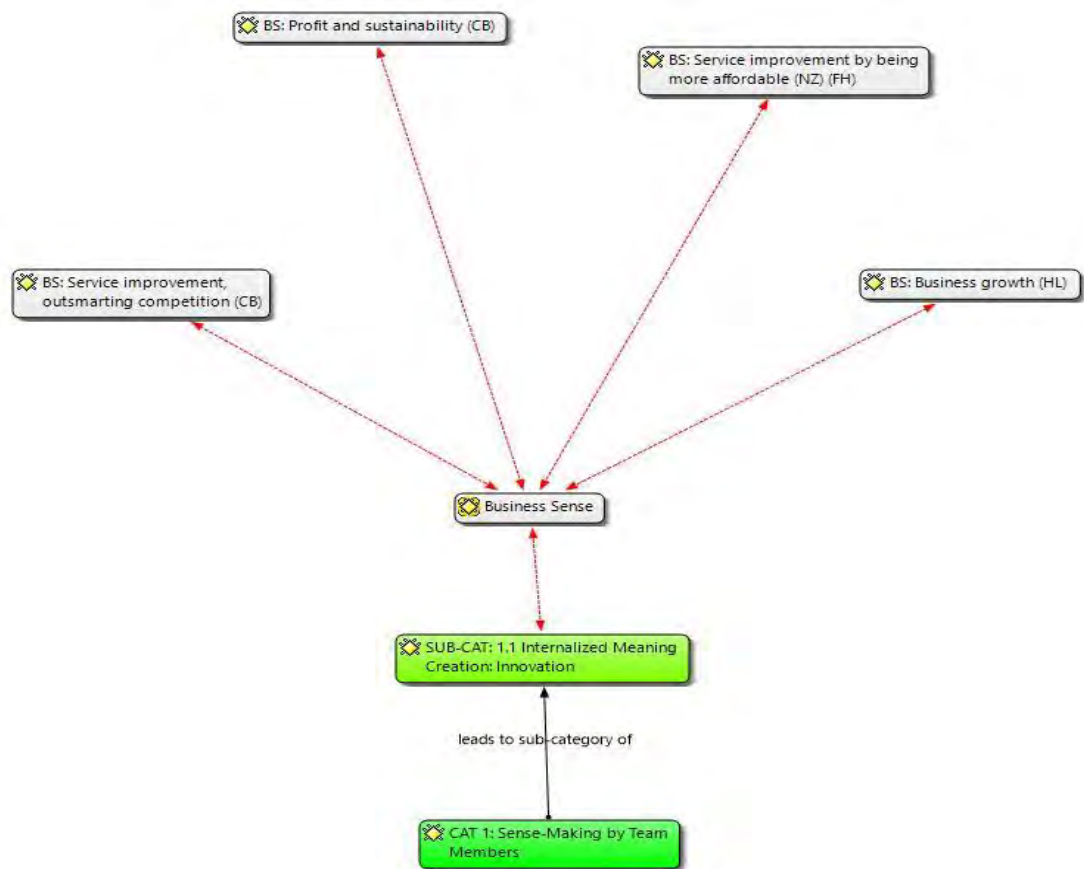 BS: Profit and sustainability (CB)
BS: Service improvement by being
more affordable (NZ) (FH)
BS: Service improvement,
outsmarting competition (CB)
BS: Business growth (HL)
Business Sense
SUB-CAT: 1.1 Internalized Meaning
Creation: Innovation
leads to sub-category of
CAT 1: Sense-Making by Team
Members